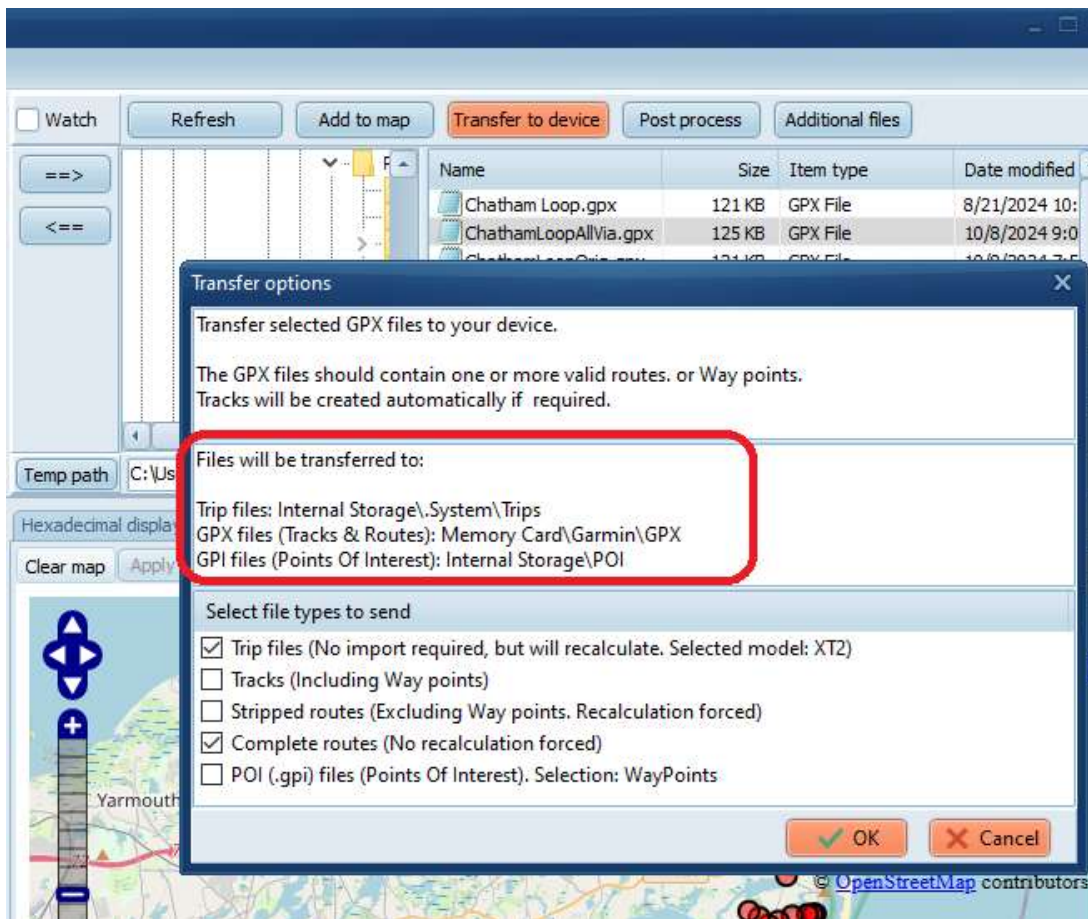 Watch
Refresh
Add to map
Transfer to device
Post process
Additional files
==>
<==
Name Size Item type Date modified
Chatham Loop.gpx 121 KB GPX File 8/21/2024 10:
ChathamLoopAllVia.gpx 125 KB GPX File 10/8/2024 9:0
Transfer options
Transfer selected GPX files to your device.
The GPX files should contain one or more valid routes. or Way points.
Tracks will be created automatically if required.
Files will be transferred to:
Trip files: Internal Storage\.System\Trips
GPX files (Tracks & Routes): Memory Card\Garmin\GPX
GPI files (Points Of Interest): Internal Storage\POI
Temp path C:\Us
Hexadecimal display
Clear map Apply
Select file types to send
Trip files (No import required, but will recalculate. Selected model: XT2)
Tracks (Including Way points)
Stripped routes (Excluding Way points. Recalculation forced)
Complete routes (No recalculation forced)
POI (.gpi) files (Points Of Interest). Selection: WayPoints
Yarmouth
OK
Cancel
© OpenStreetMap contributors